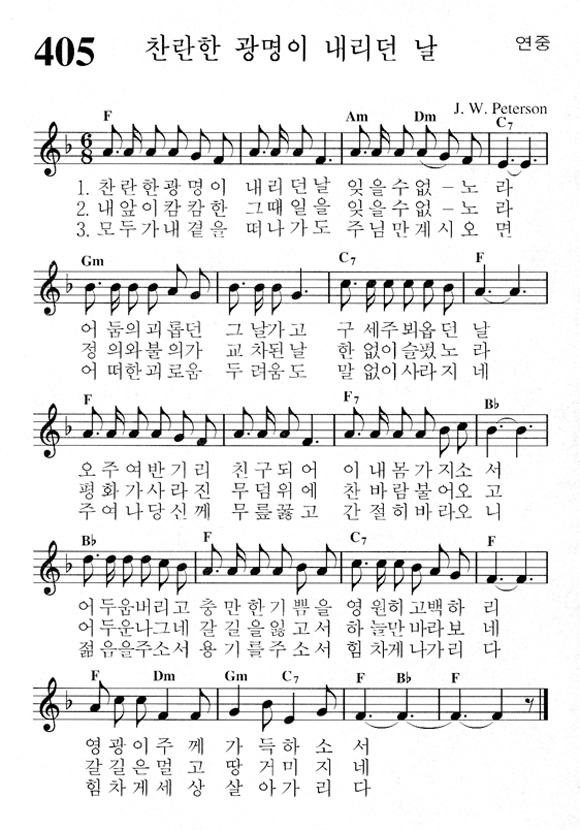 405 찬란한 광명이 내리던 날 연중
J. W. Peterson
F Am Dm C7
6/8
1. 찬란한광명이 내리던날 잊을수없-노라
2. 내앞이캄캄한 그때일을 잊을수없-노라
3. 모두가내곁을 떠나가도 주님만계시오면
Gm C7 F
어둠의괴롭던 그날가고 구세주뵈옵던날
정의와불의가 교차된날 한없이슬펐노라
어떠한괴로움 두려움도 말없이사라지네
F F7 Bb
오주여반기리 친구되어 이내몸가지소서
평화가사라진 무덤위에 찬바람불어오고
주여나당신께 무릎꿇고 간절히바라오니
Bb F C7 F
어두움버리고 충만한기쁨을 영원히고백하리
어두운나그네 갈길을잃고서 하늘만바라보네
젊음을주소서 용기를주소서 힘차게나가리다
F Dm Gm C7 F Bb F
영광이주께 가득하소서
갈길은멀고 땅거미지네
힘차게세상 살아가리다